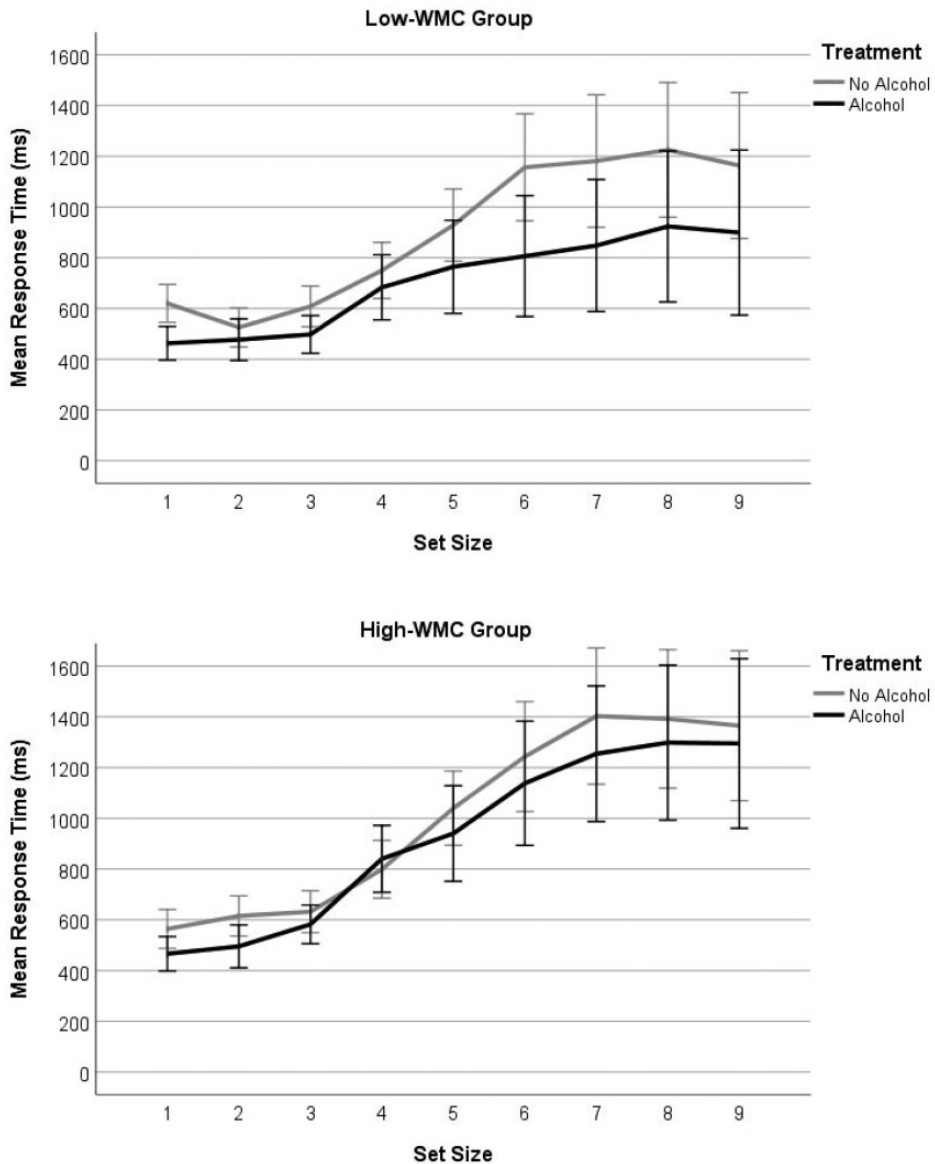 Low-WMC Group
Treatment
No Alcohol
Alcohol
Mean Response Time (ms)
1600
1400
1200
1000
800
600
400
200
0
1 2 3 4 5 6 7 8 9
Set Size
High-WMC Group
Treatment
No Alcohol
Alcohol
Mean Response Time (ms)
1600
1400
1200
1000
800
600
400
200
0
1 2 3 4 5 6 7 8 9
Set Size